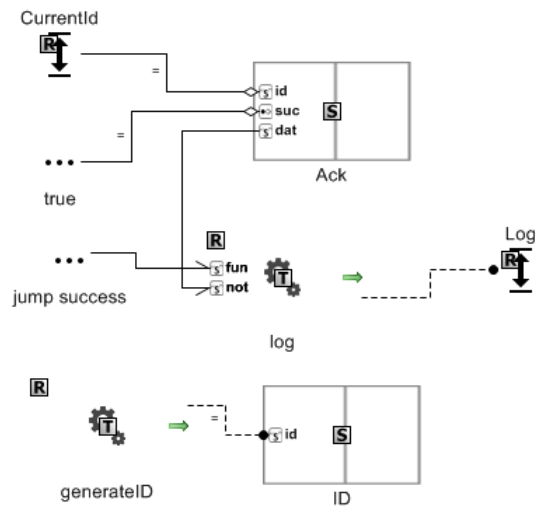 CurrentId
R
=
s id
suc
S
=
s dat
Ack
true
Log
R
R
s fun
T
s not
jump success
log
R
T
=
s id
S
generateID
ID